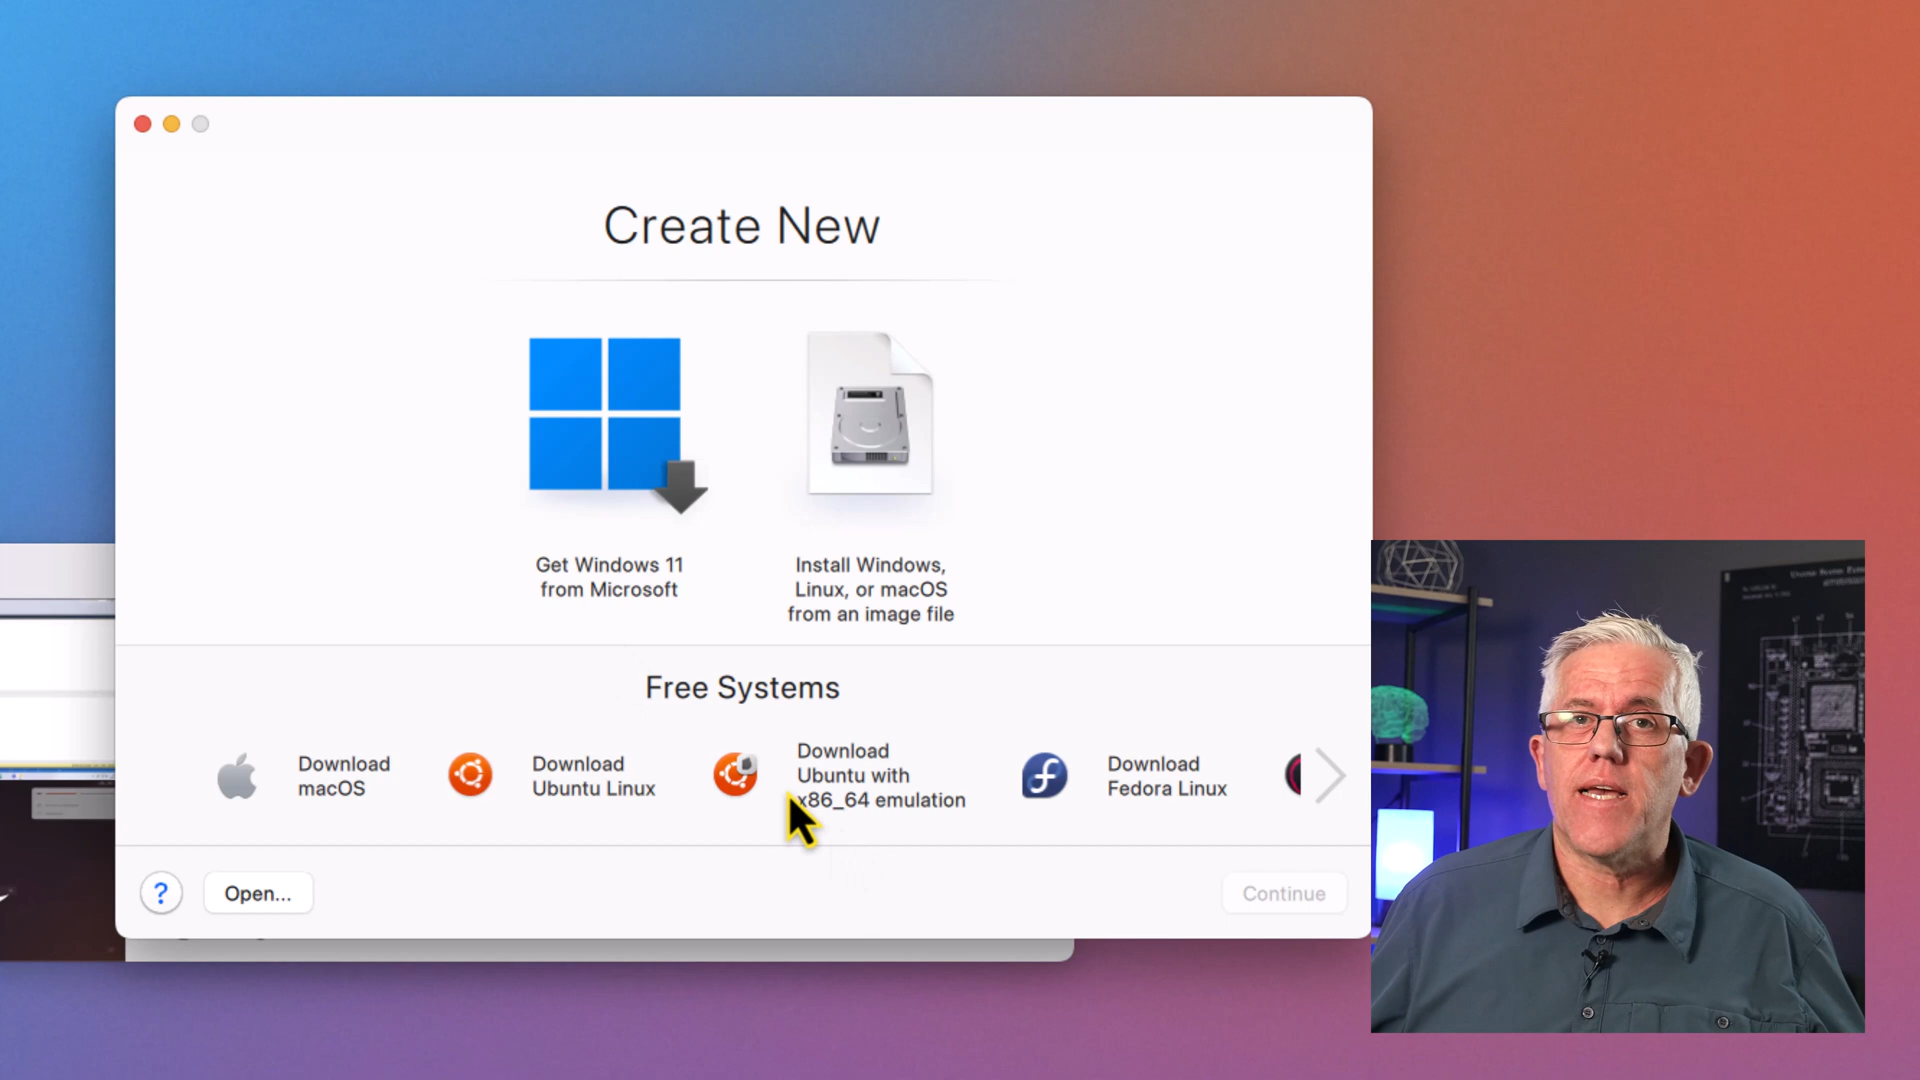 Create New
Get Windows 11
from Microsoft
Install Windows,
Linux, or macOS
from an image file
Free Systems
Download
macOS
Download
Ubuntu Linux
Download
Ubuntu with
x86_64 emulation
Download
Fedora Linux
?
Open...
Continue